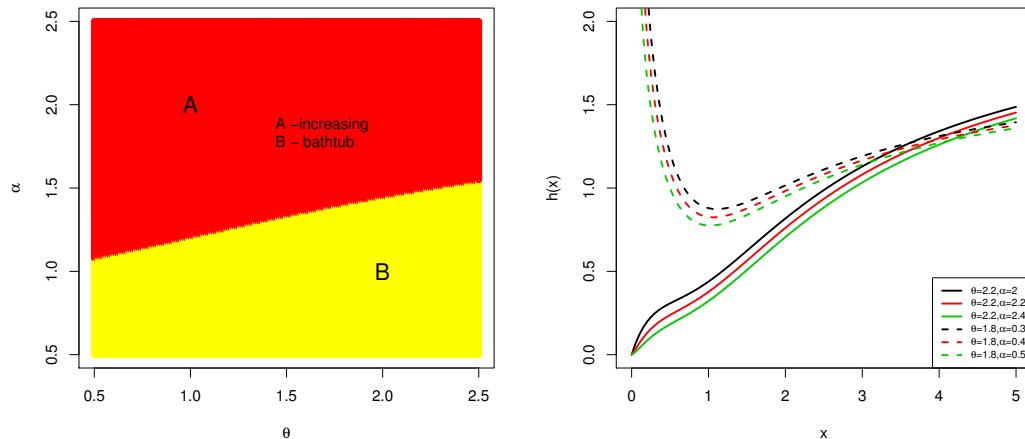 2.5
2.0
1.5
1.0
0.5
α
A
A –increasing
B – bathtub
B
0.5 1.0 1.5 2.0 2.5
θ
2.0
1.5
1.0
0.5
0.0
h(x)
θ=2.2,α=2
θ=2.2,α=2.2
θ=2.2,α=2.4
θ=1.8,α=0.3
θ=1.8,α=0.4
θ=1.8,α=0.5
0 1 2 3 4 5
x